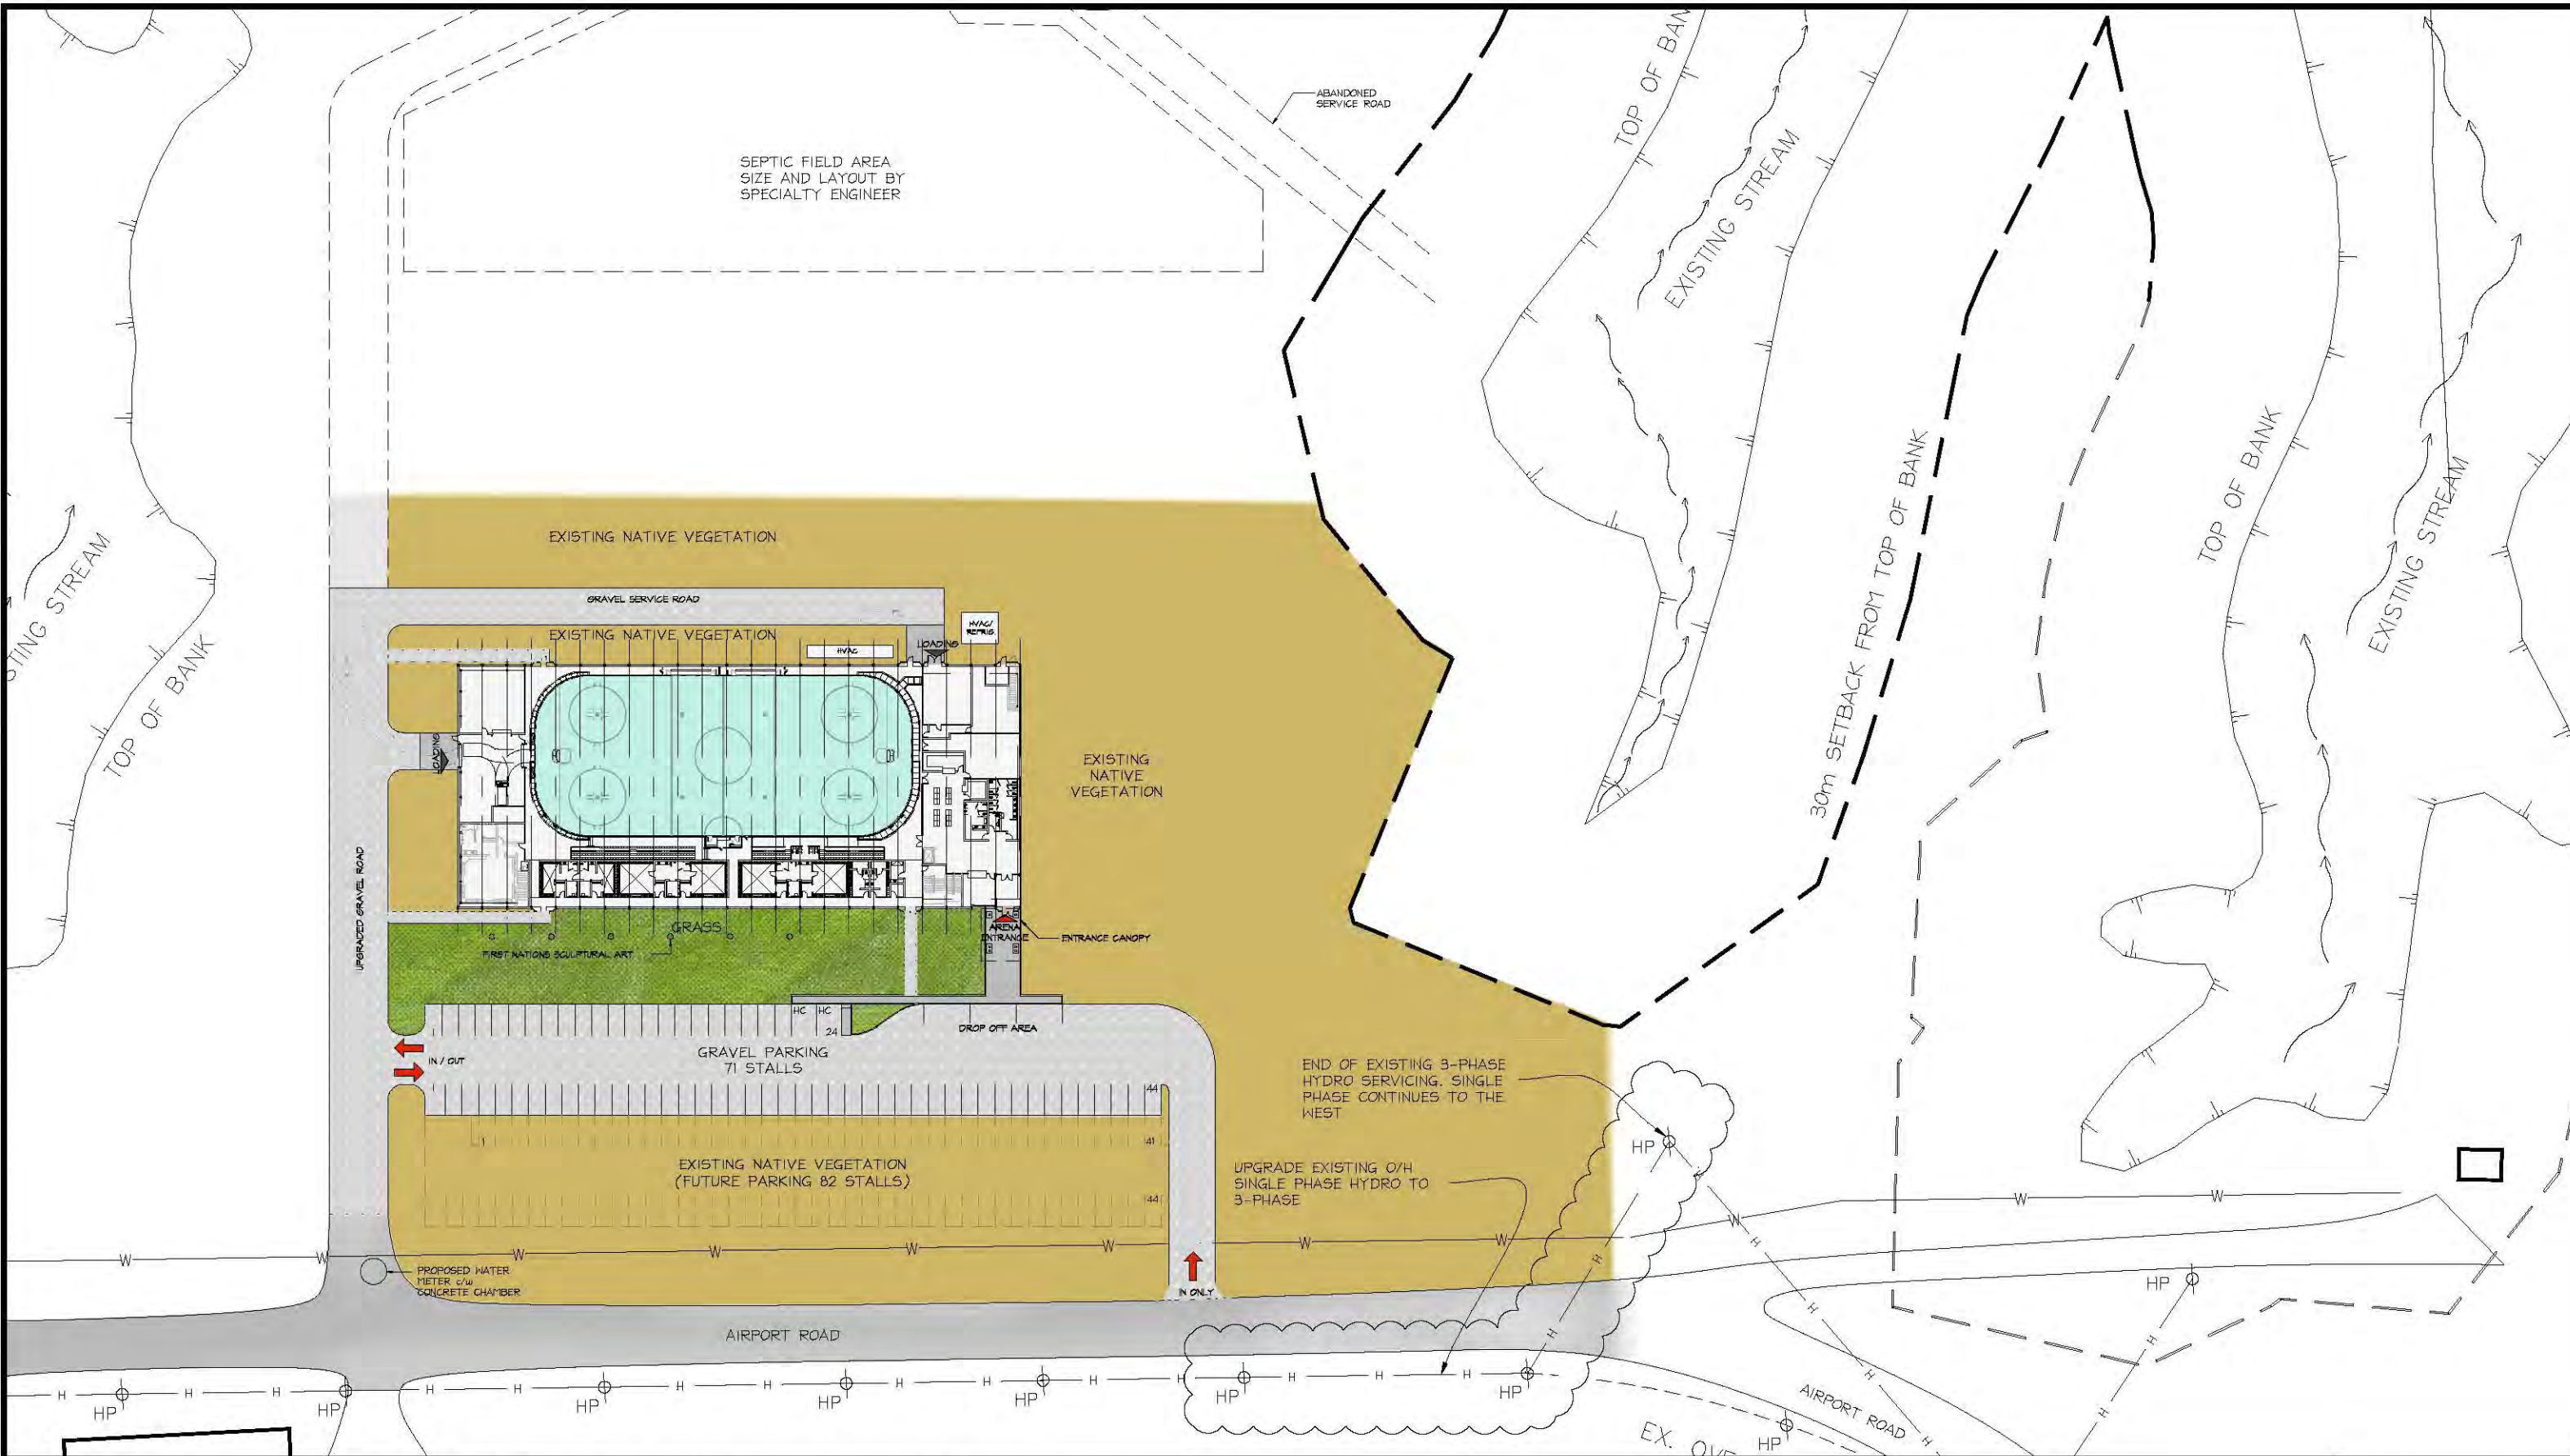 TOP OF BAN
ABANDONED
SERVICE ROAD
SEPTIC FIELD AREA
SIZE AND LAYOUT BY
SPECIALTY ENGINEER
EXISTING STREAM
TOP OF BANK
EXISTING STREAM
30m SETBACK FROM TOP OF BANK
STING STREAM
TOP OF BANK
EXISTING NATIVE VEGETATION
GRAVEL SERVICE ROAD
EXISTING NATIVE VEGETATION
HVAC/
REFRIG.
HVAC
LOADING
LOADING
EXISTING
NATIVE
VEGETATION
UPGRADED GRAVEL ROAD
GRASS
FIRST NATIONS SCULPTURAL ART
ARENA
ENTRANCE
ENTRANCE CANOPY
HC HC
24
DROP OFF AREA
IN / OUT
GRAVEL PARKING
71 STALLS
44
1
41
EXISTING NATIVE VEGETATION
(FUTURE PARKING 82 STALLS)
44
END OF EXISTING 3-PHASE
HYDRO SERVICING. SINGLE
PHASE CONTINUES TO THE
WEST
HP
UPGRADE EXISTING O/H
SINGLE PHASE HYDRO TO
3-PHASE
W W W W W W W W W W W
PROPOSED WATER
METER c/w
CONCRETE CHAMBER
IN ONLY
HP
AIRPORT ROAD
H H H H H H H H H H H H H
HP HP HP HP HP HP HP HP
H H H H H H H H
AIRPORT ROAD
EX.